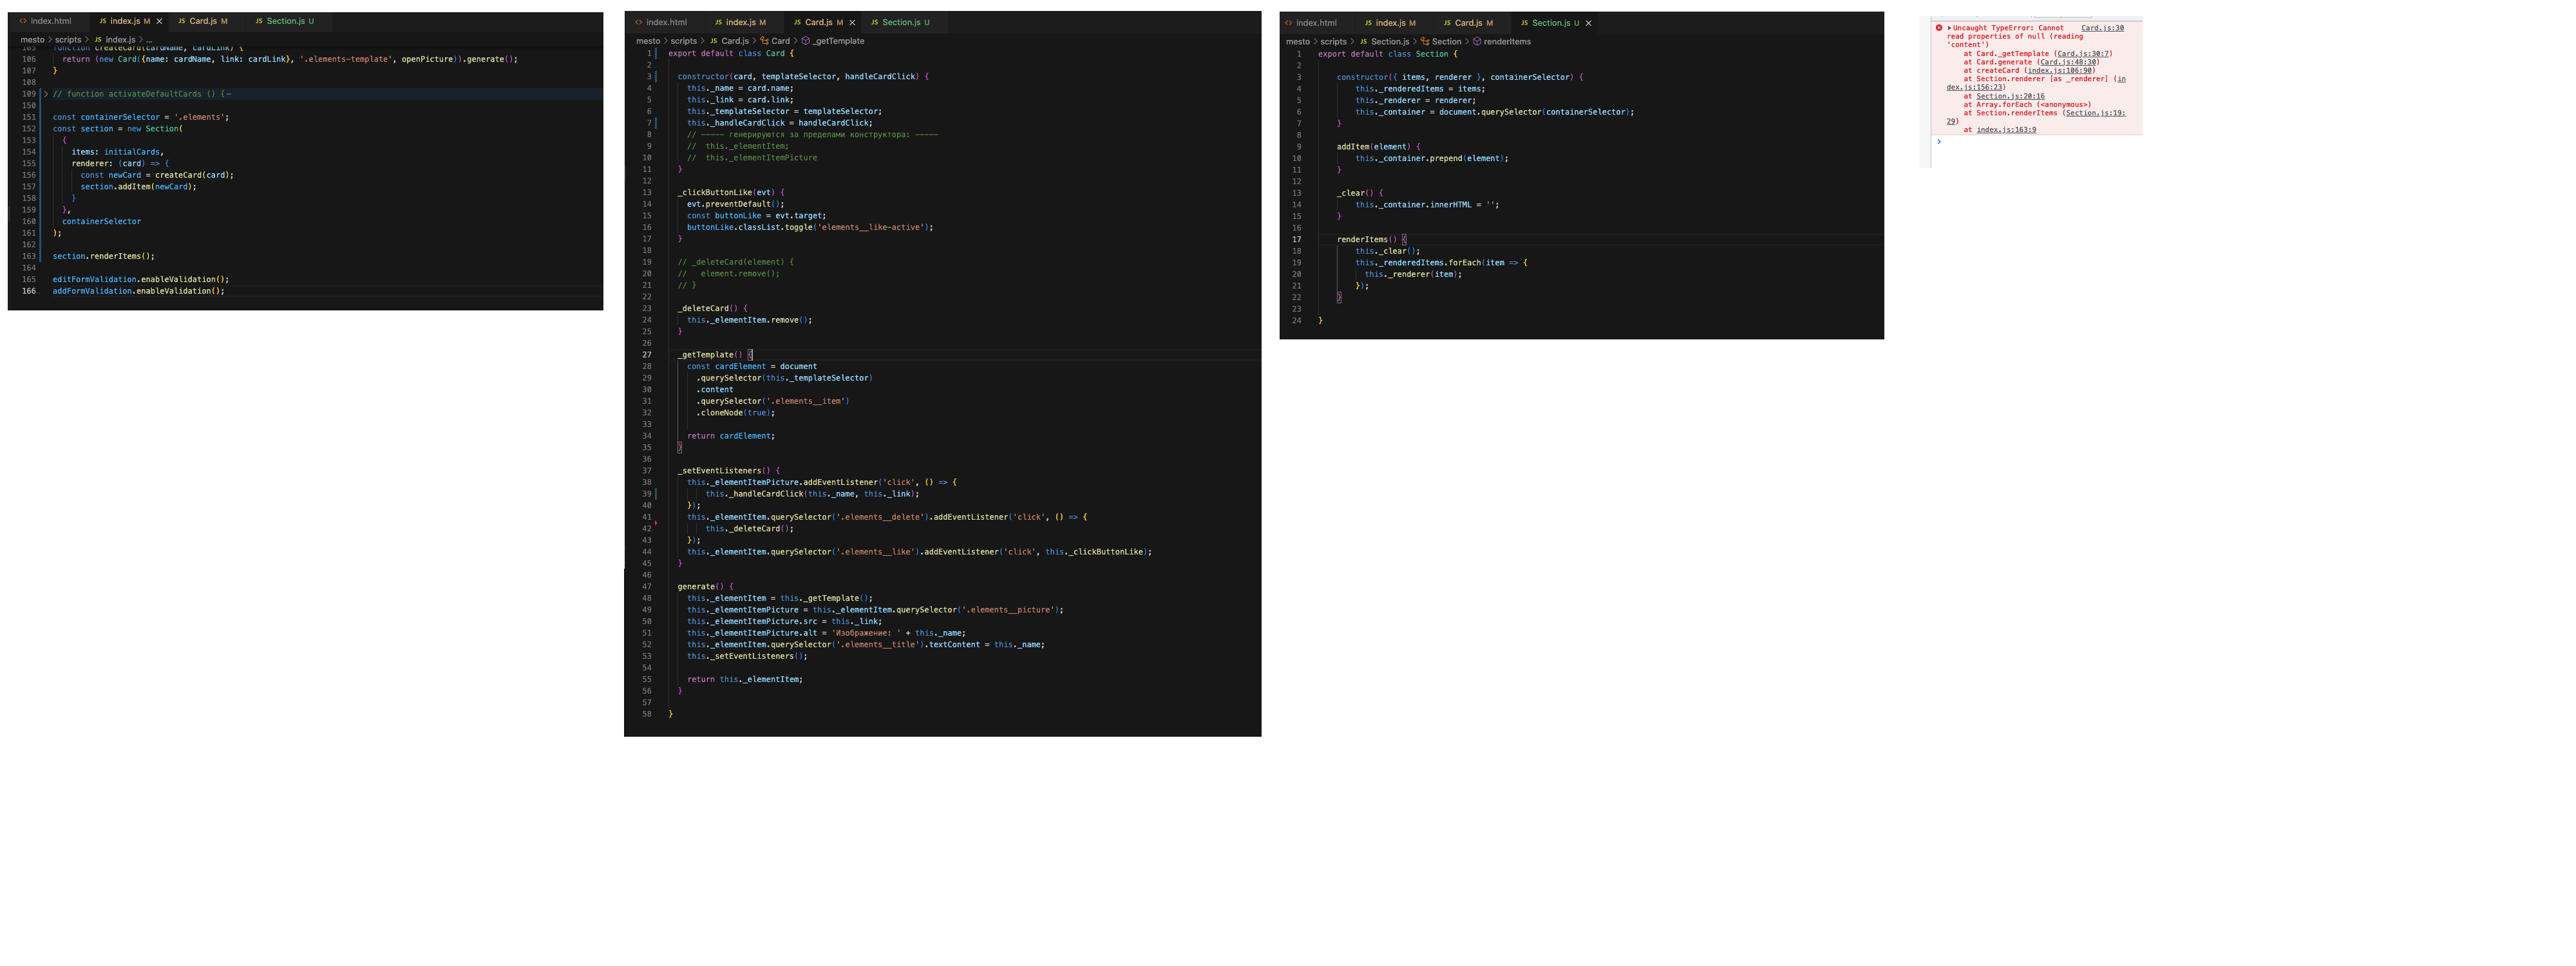 index.html
JS index.js M ×
JS Card.js M
JS Section.js U
mesto > scripts > JS index.js > ...
105 function createCard(cardName, cardLink) {
106 return (new Card({name: cardName, link: cardLink}, '.elements-template', openPicture)).generate();
107 }
108
109 // function activateDefaultCards () {⋯
150
151 const containerSelector = '.elements';
152 const section = new Section(
153 {
154 items: initialCards,
155 renderer: (card) => {
156 const newCard = createCard(card);
157 section.addItem(newCard);
158 }
159 },
160 containerSelector
161 );
162
163 section.renderItems();
164
165 editFormValidation.enableValidation();
166 addFormValidation.enableValidation();
index.html
JS index.js M
JS Card.js M ×
JS Section.js U
mesto > scripts > JS Card.js > Card > _getTemplate
1 export default class Card {
2
3 constructor(card, templateSelector, handleCardClick) {
4 this._name = card.name;
5 this._link = card.link;
6 this._templateSelector = templateSelector;
7 this._handleCardClick = handleCardClick;
8 // ————— генерируются за пределами конструктора: —————
9 // this._elementItem;
10 // this._elementItemPicture
11 }
12
13 _clickButtonLike(evt) {
14 evt.preventDefault();
15 const buttonLike = evt.target;
16 buttonLike.classList.toggle('elements__like-active');
17 }
18
19 // _deleteCard(element) {
20 // element.remove();
21 // }
22
23 _deleteCard() {
24 this._elementItem.remove();
25 }
26
27 _getTemplate() {
28 const cardElement = document
29 .querySelector(this._templateSelector)
30 .content
31 .querySelector('.elements__item')
32 .cloneNode(true);
33
34 return cardElement;
35 }
36
37 _setEventListeners() {
38 this._elementItemPicture.addEventListener('click', () => {
39 this._handleCardClick(this._name, this._link);
40 });
41 this._elementItem.querySelector('.elements__delete').addEventListener('click', () => {
42 this._deleteCard();
43 });
44 this._elementItem.querySelector('.elements__like').addEventListener('click', this._clickButtonLike);
45 }
46
47 generate() {
48 this._elementItem = this._getTemplate();
49 this._elementItemPicture = this._elementItem.querySelector('.elements__picture');
50 this._elementItemPicture.src = this._link;
51 this._elementItemPicture.alt = 'Изображение: ' + this._name;
52 this._elementItem.querySelector('.elements__title').textContent = this._name;
53 this._setEventListeners();
54
55 return this._elementItem;
56 }
57
58 }
index.html
JS index.js M
JS Card.js M
JS Section.js U ×
mesto > scripts > JS Section.js > Section > renderItems
1 export default class Section {
2
3 constructor({ items, renderer }, containerSelector) {
4 this._renderedItems = items;
5 this._renderer = renderer;
6 this._container = document.querySelector(containerSelector);
7 }
8
9 addItem(element) {
10 this._container.prepend(element);
11 }
12
13 _clear() {
14 this._container.innerHTML = '';
15 }
16
17 renderItems() {
18 this._clear();
19 this._renderedItems.forEach(item => {
20 this._renderer(item);
21 });
22 }
23
24 }
Uncaught TypeError: Cannot Card.js:30
read properties of null (reading
'content')
at Card._getTemplate (Card.js:30:7)
at Card.generate (Card.js:48:30)
at createCard (index.js:106:90)
at Section.renderer [as _renderer] (in
dex.js:156:23)
at Section.js:20:16
at Array.forEach (<anonymous>)
at Section.renderItems (Section.js:19:
29)
at index.js:163:9
>